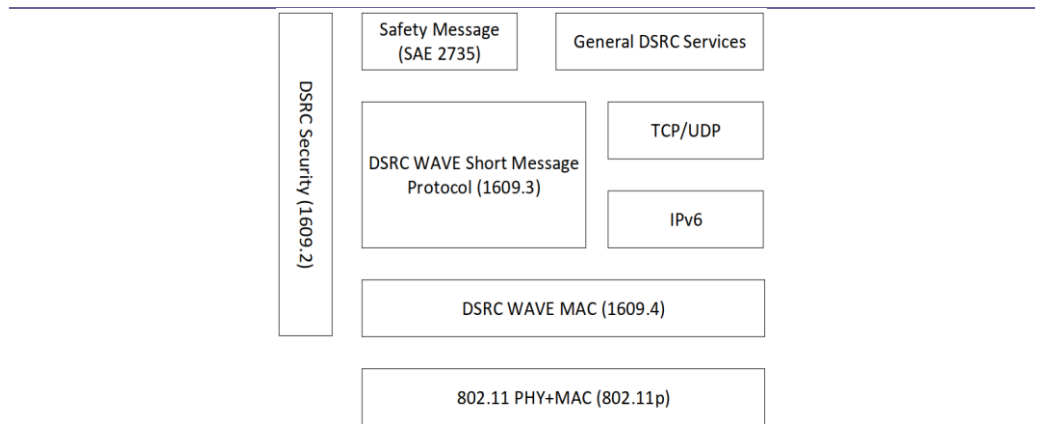 Safety Message
(SAE 2735)
General DSRC Services
DSRC Security (1609.2)
DSRC WAVE Short Message
Protocol (1609.3)
TCP/UDP
IPv6
DSRC WAVE MAC (1609.4)
802.11 PHY+MAC (802.11p)